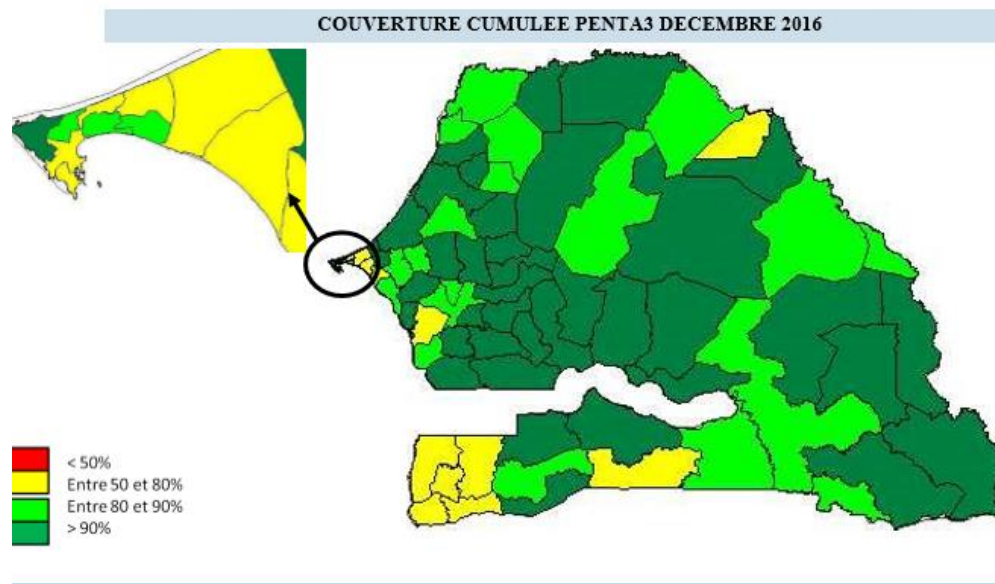 COUVERTURE CUMULEE PENTA3 DECEMBRE 2016
< 50%
Entre 50 et 80%
Entre 80 et 90%
> 90%